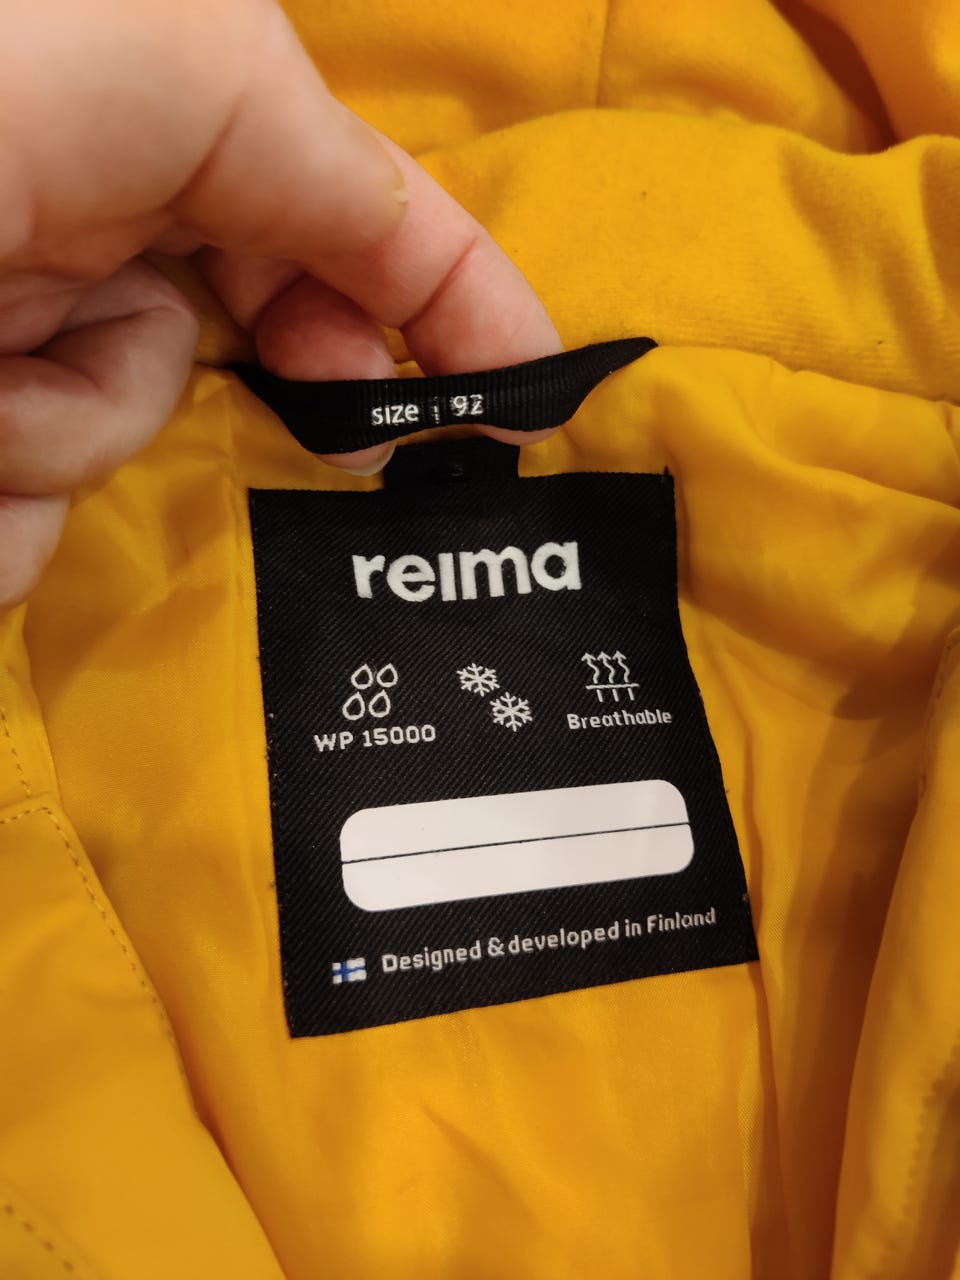 size 92
reima
WP 15000
Breathable
Designed & developed in Finland